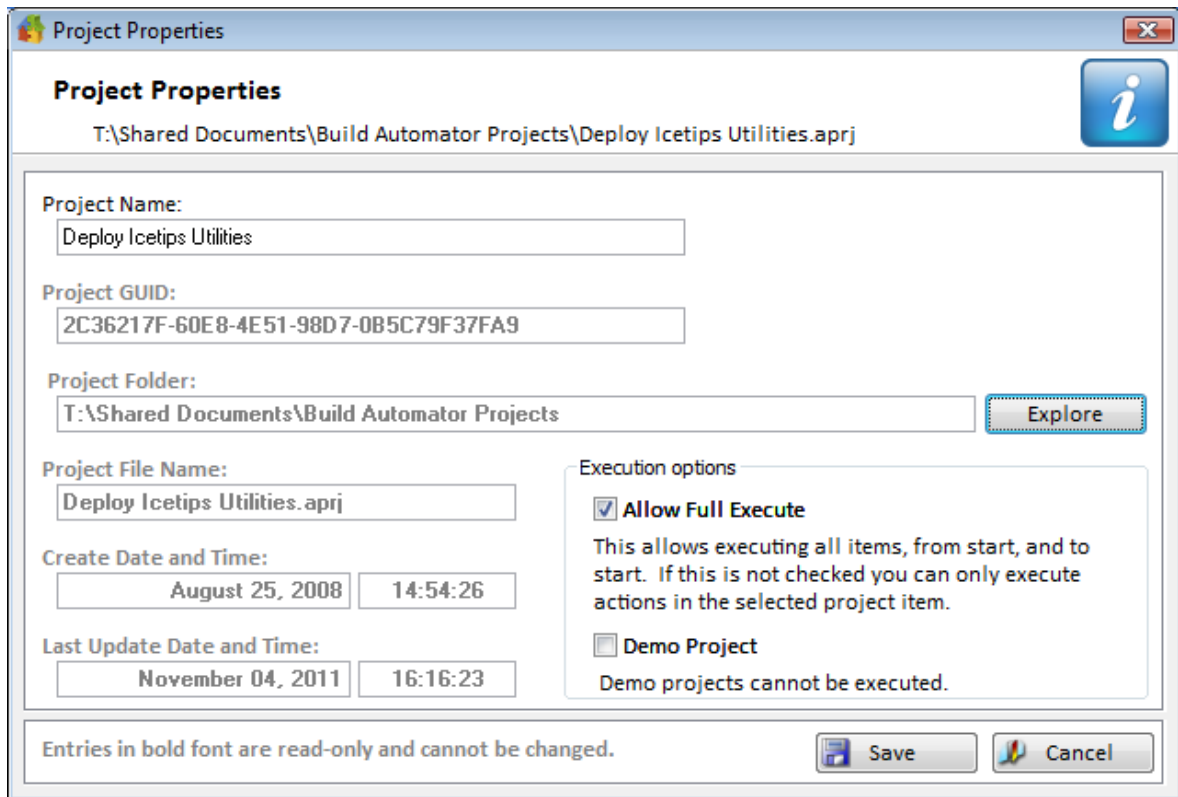 Project Properties
Project Properties
T:\Shared Documents\Build Automator Projects\Deploy Icetips Utilities.aprj
Project Name:
Deploy Icetips Utilities
Project GUID:
2C36217F-60E8-4E51-98D7-0B5C79F37FA9
Project Folder:
T:\Shared Documents\Build Automator Projects
Explore
Project File Name:
Deploy Icetips Utilities.aprj
Create Date and Time:
August 25, 2008 14:54:26
Last Update Date and Time:
November 04, 2011 16:16:23
Execution options
Allow Full Execute
This allows executing all items, from start, and to
start. If this is not checked you can only execute
actions in the selected project item.
Demo Project
Demo projects cannot be executed.
Entries in bold font are read-only and cannot be changed.
Save
Cancel